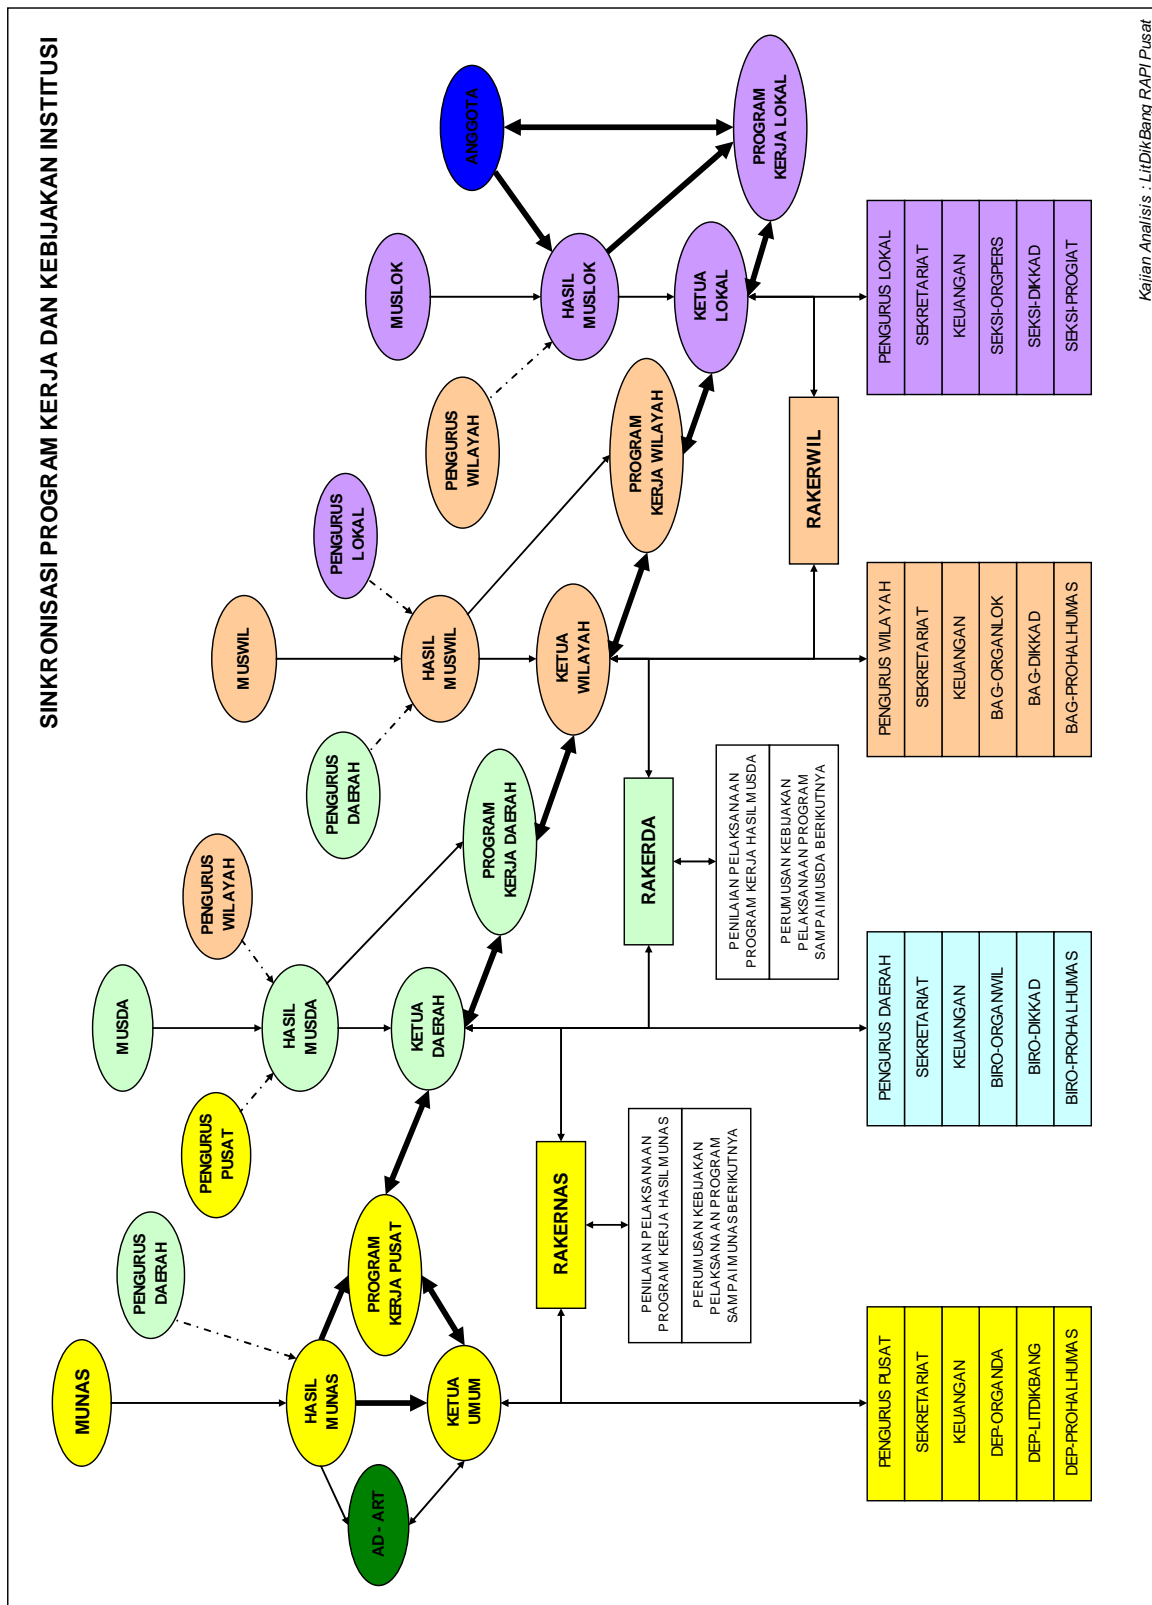 SINKRONISASI PROGRAM KERJA DAN KEBIJAKAN INSTITUSI
MUNAS
PENGURUS
DAERAH
HASIL
MUNAS
AD - ART
KETUA
UMUM
PROGRAM
KERJA PUSAT
RAKERNAS
PENILAIAN PELAKSANAAN
PROGRAM KERJA HASIL MUNAS
PERUMUSAN KEBIJAKAN
PELAKSANAAN PROGRAM
SAMPAI MUNAS BERIKUTNYA
PENGURUS PUSAT
SEKRETARIAT
KEUANGAN
DEP-ORGANDA
DEP-LITDIKBANG
DEP-PROHALHUMAS
MUSDA
PENGURUS
PUSAT
PENGURUS
WILAYAH
HASIL
MUSDA
KETUA
DAERAH
PROGRAM
KERJA DAERAH
RAKERDA
PENILAIAN PELAKSANAAN
PROGRAM KERJA HASIL MUSDA
PERUMUSAN KEBIJAKAN
PELAKSANAAN PROGRAM
SAMPAI MUSDA BERIKUTNYA
PENGURUS DAERAH
SEKRETARIAT
KEUANGAN
BIRO-ORGANWIL
BIRO-DIKKAD
BIRO-PROHALHUMAS
MUSWIL
PENGURUS
DAERAH
PENGURUS
LOKAL
HASIL
MUSWIL
KETUA
WILAYAH
PROGRAM
KERJA WILAYAH
RAKERWIL
PENGURUS WILAYAH
SEKRETARIAT
KEUANGAN
BAG-ORGANLOK
BAG-DIKKAD
BAG-PROHALHUMAS
MUSLOK
PENGURUS
WILAYAH
HASIL
MUSLOK
KETUA
LOKAL
ANGGOTA
PROGRAM
KERJA LOKAL
PENGURUS LOKAL
SEKRETARIAT
KEUANGAN
SEKSI-ORGPERS
SEKSI-DIKKAD
SEKSI-PROGIAT
Kajian Analisis : LitDikBang RAPI Pusat